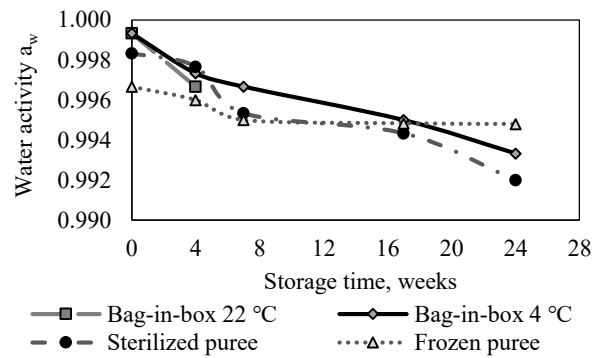 Water activity a_w
1.000
0.998
0.996
0.994
0.992
0.990
0 4 8 12 16 20 24 28
Storage time, weeks
Bag-in-box 22 °C Bag-in-box 4 °C
Sterilized puree Frozen puree